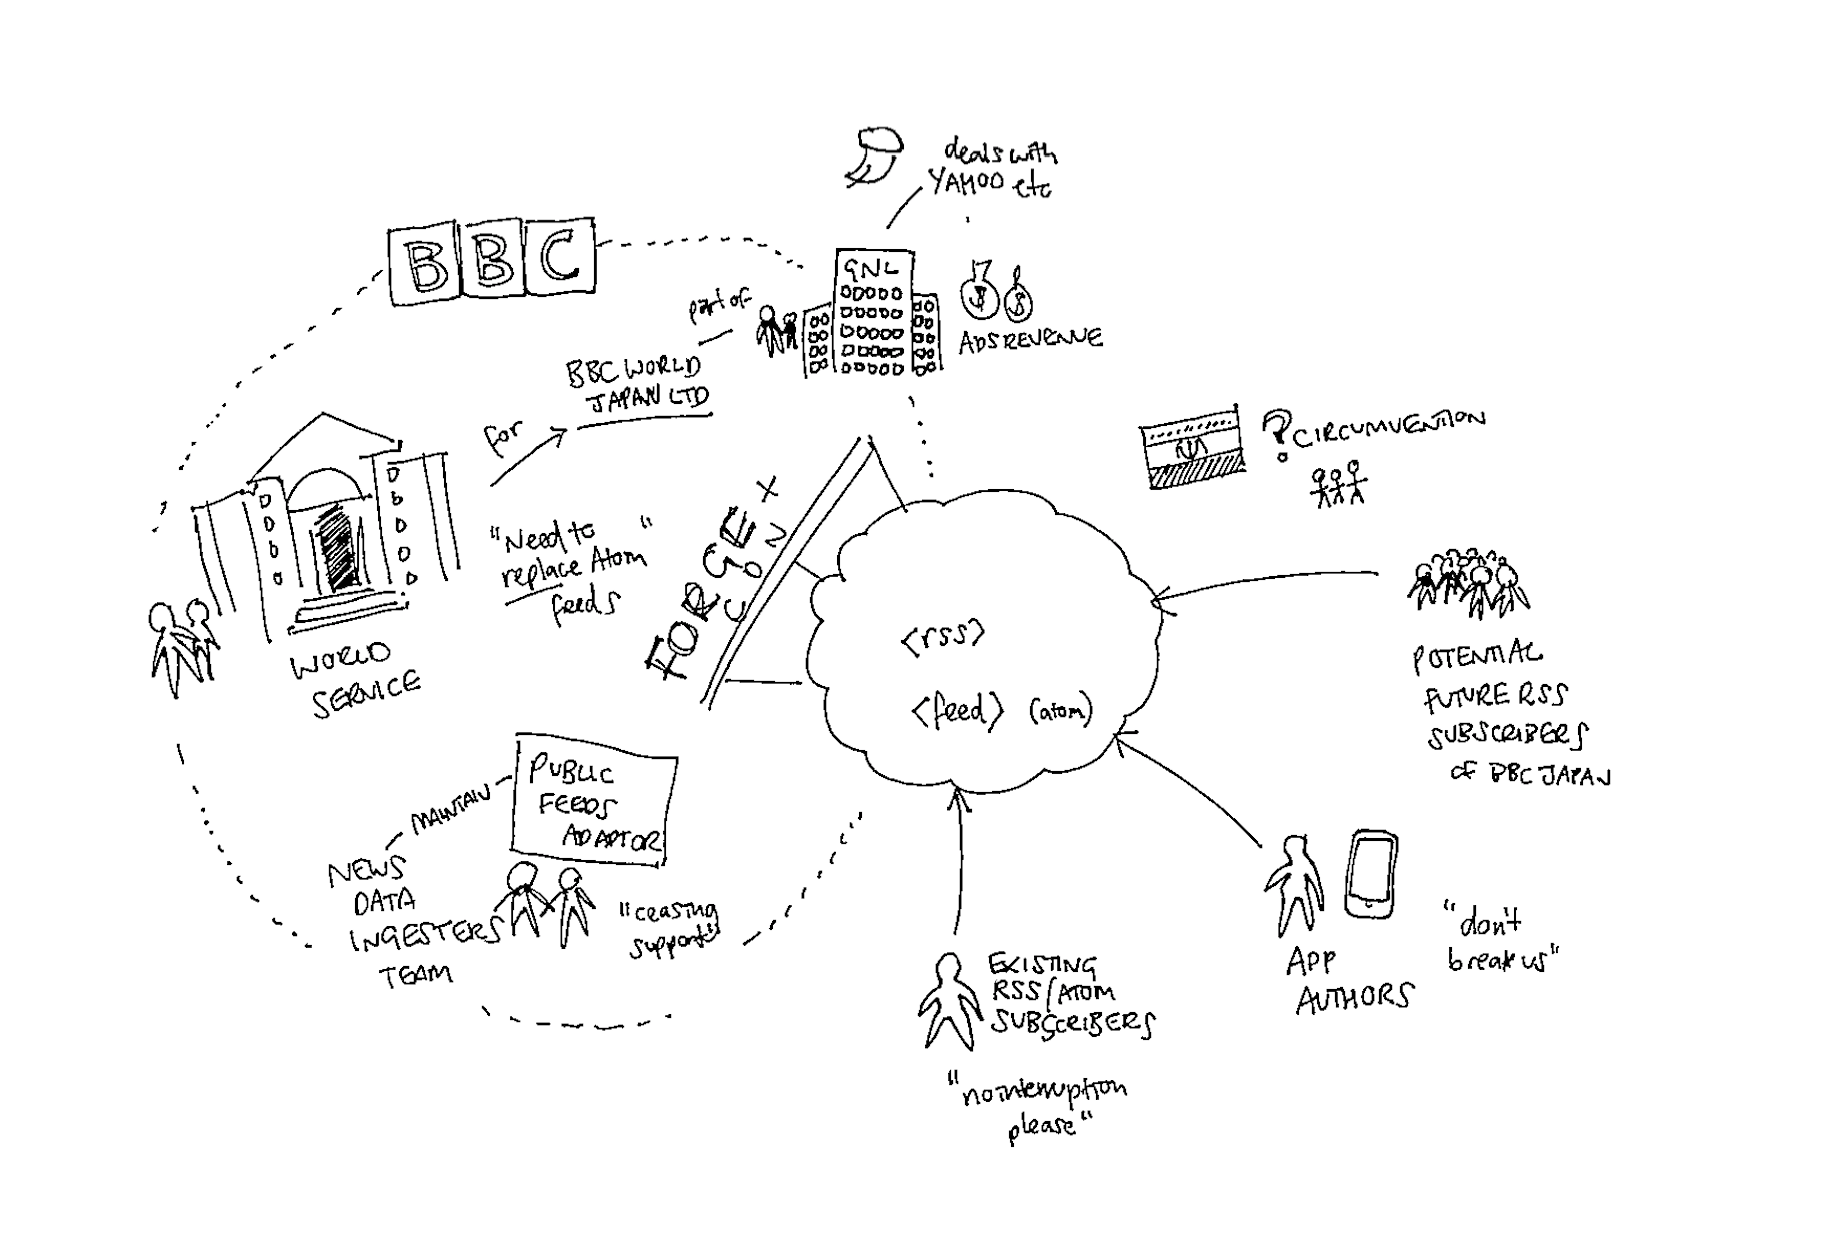 deals with
YAHOO etc
BBC
GNL
part of
$ $
ADS REVENUE
BBC WORLD
JAPAN LTD
for
? CIRCUMVENTION
"Need to "
replace Atom
feeds
FORGE
WORLD
SERVICE
<rss>
<feed> (atom)
POTENTIAL
FUTURE RSS
SUBSCRIBERS
OF BBC JAPAN
PUBLIC
FEEDS
ADAPTOR
MAINTAIN
NEWS
DATA
INGESTERS
TEAM
"ceasing
support"
EXISTING
RSS/ATOM
SUBSCRIBERS
"no interruption
please"
APP
AUTHORS
"don't
break us"